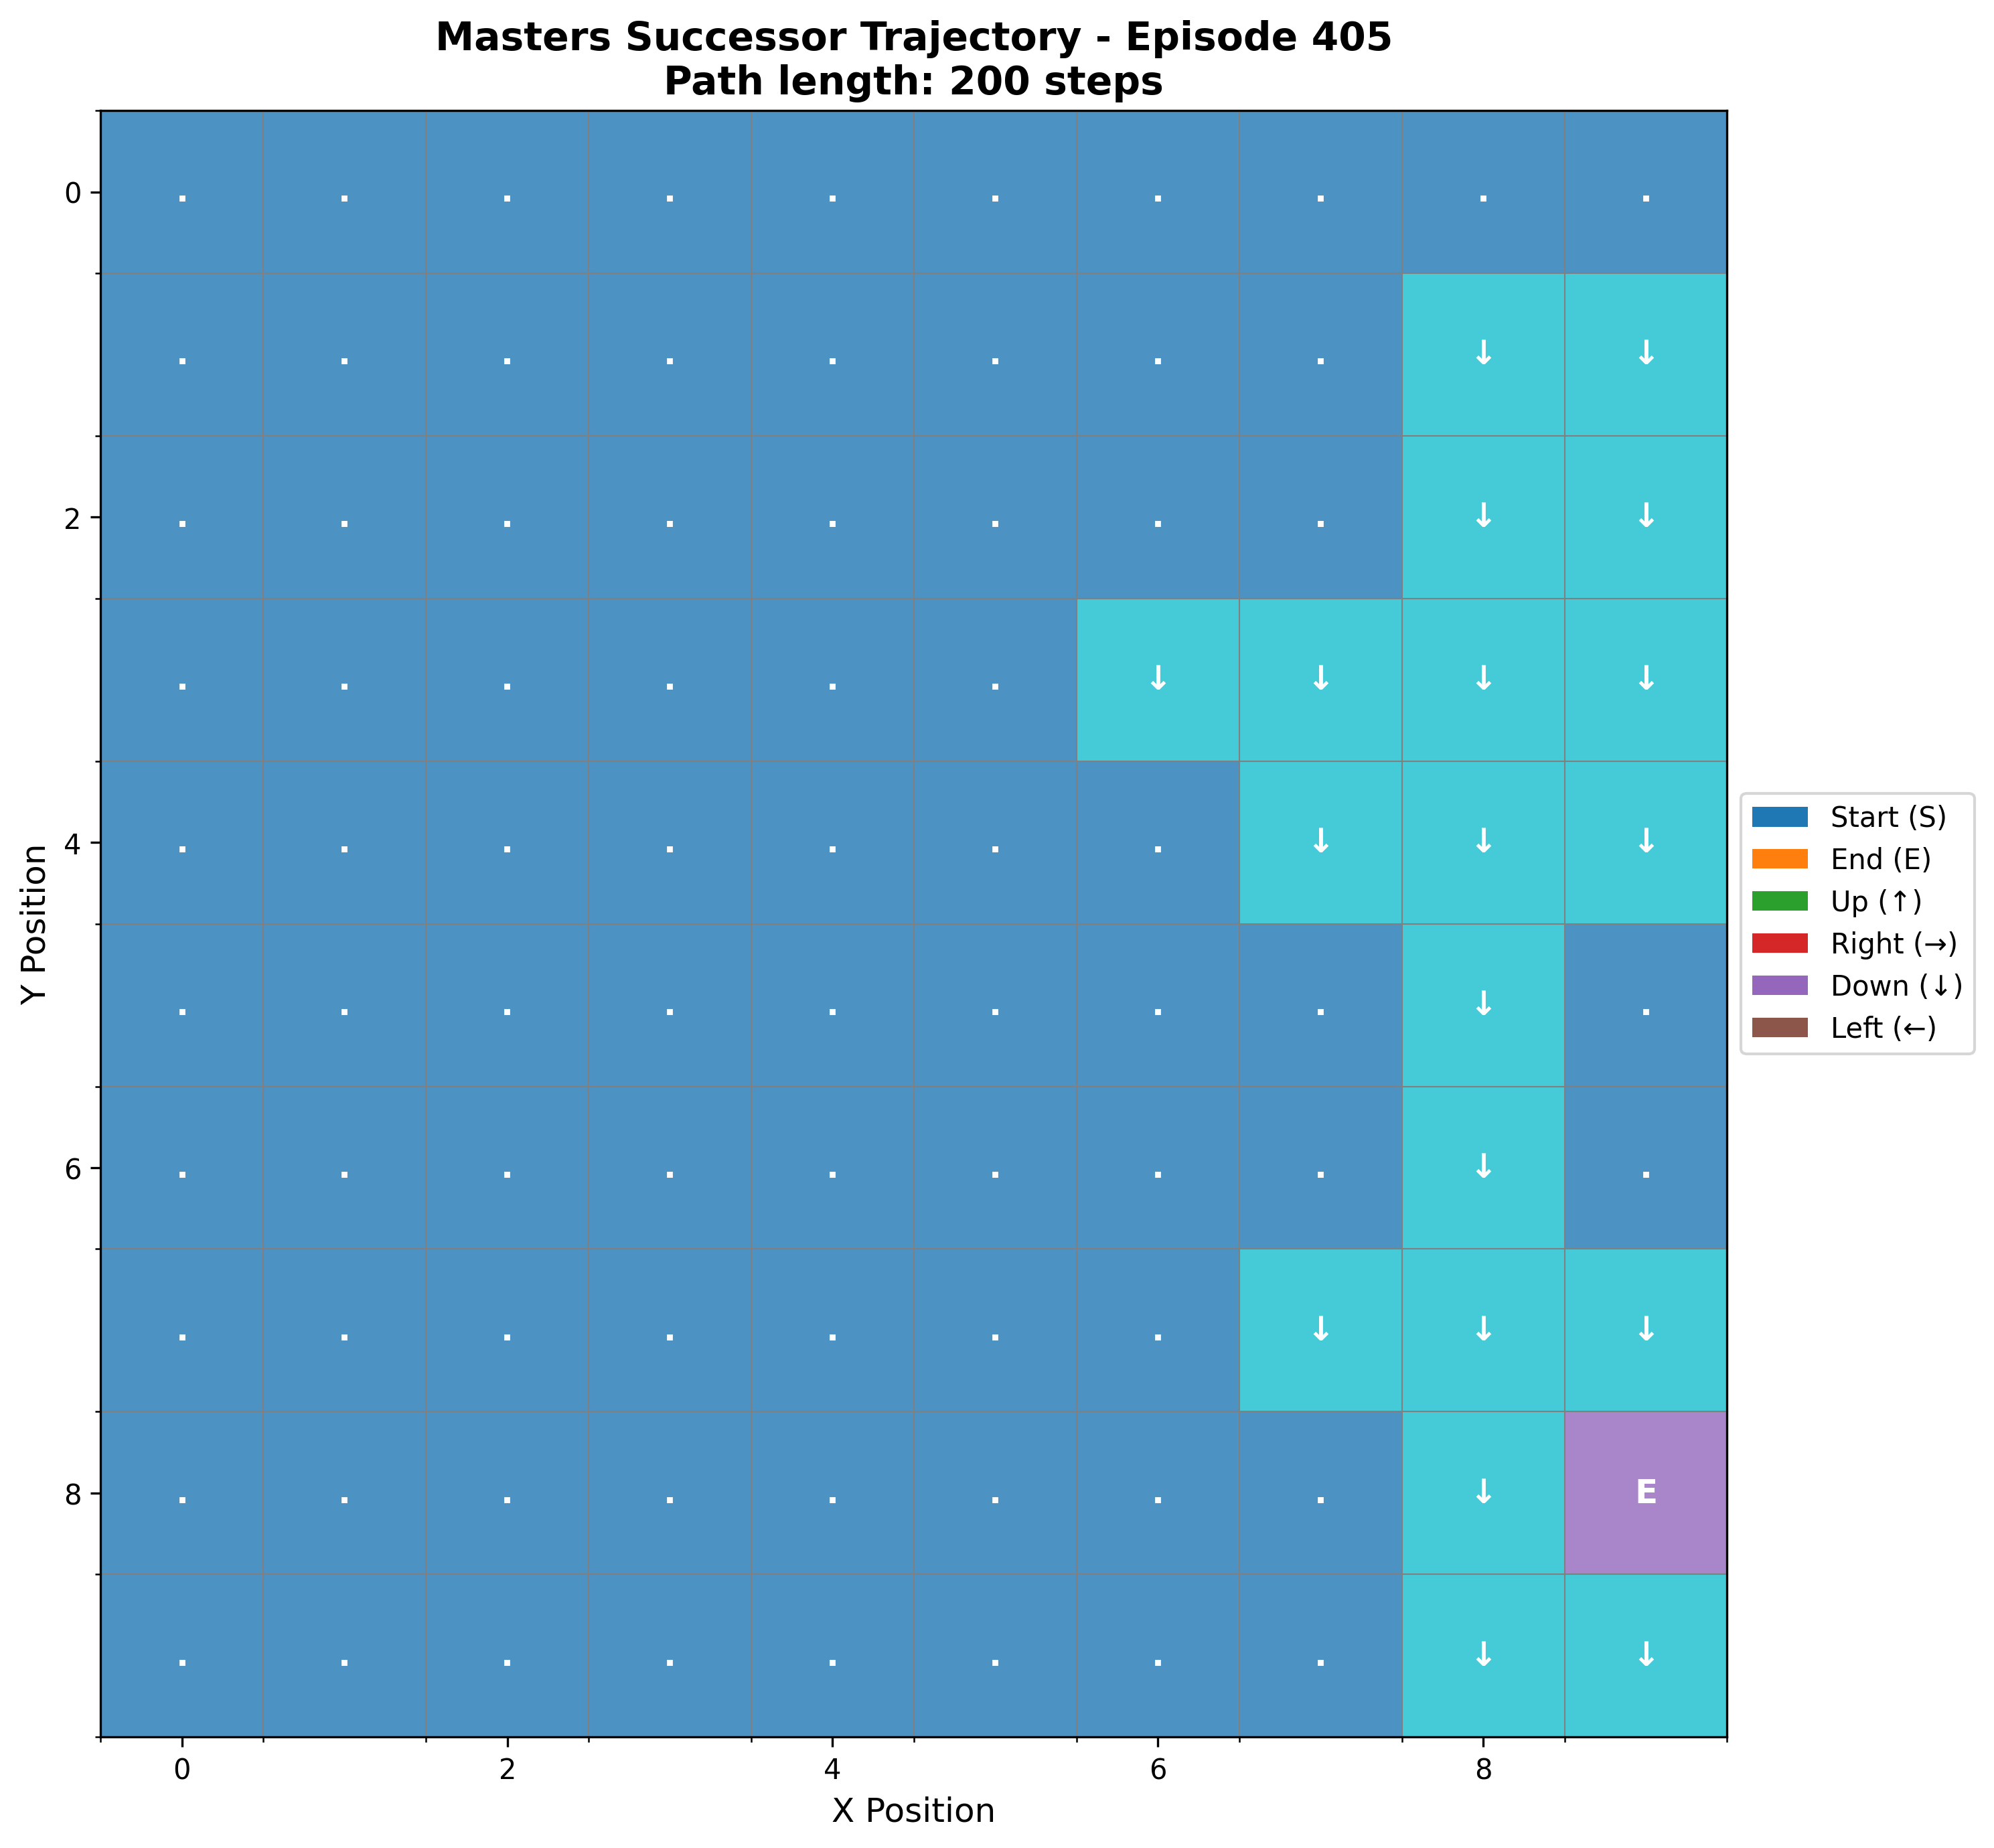 Masters Successor Trajectory - Episode 405
Path length: 200 steps
0 . . . . . . . . . .
. . . . . . . . ↓ ↓
2 . . . . . . . . ↓ ↓
. . . . . . ↓ ↓ ↓ ↓
4 . . . . . . . ↓ ↓ ↓
. . . . . . . . ↓ .
6 . . . . . . . . ↓ .
. . . . . . . ↓ ↓ ↓
8 . . . . . . . . ↓ E
. . . . . . . . ↓ ↓
0 2 4 6 8
X Position
Y Position
Start (S)
End (E)
Up (↑)
Right (→)
Down (↓)
Left (←)